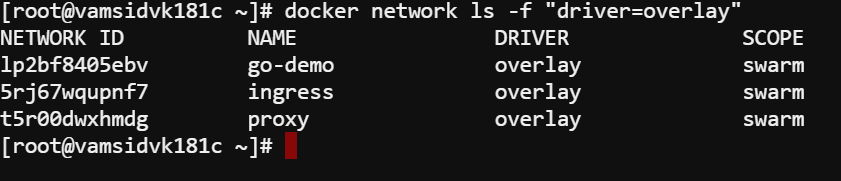 [root@vamsidvk181c ~]# docker network ls -f "driver=overlay"
NETWORK ID NAME DRIVER SCOPE
lp2bf8405ebv go-demo overlay swarm
5rj67wqupnf7 ingress overlay swarm
t5r00dwxhmdg proxy overlay swarm
[root@vamsidvk181c ~]#